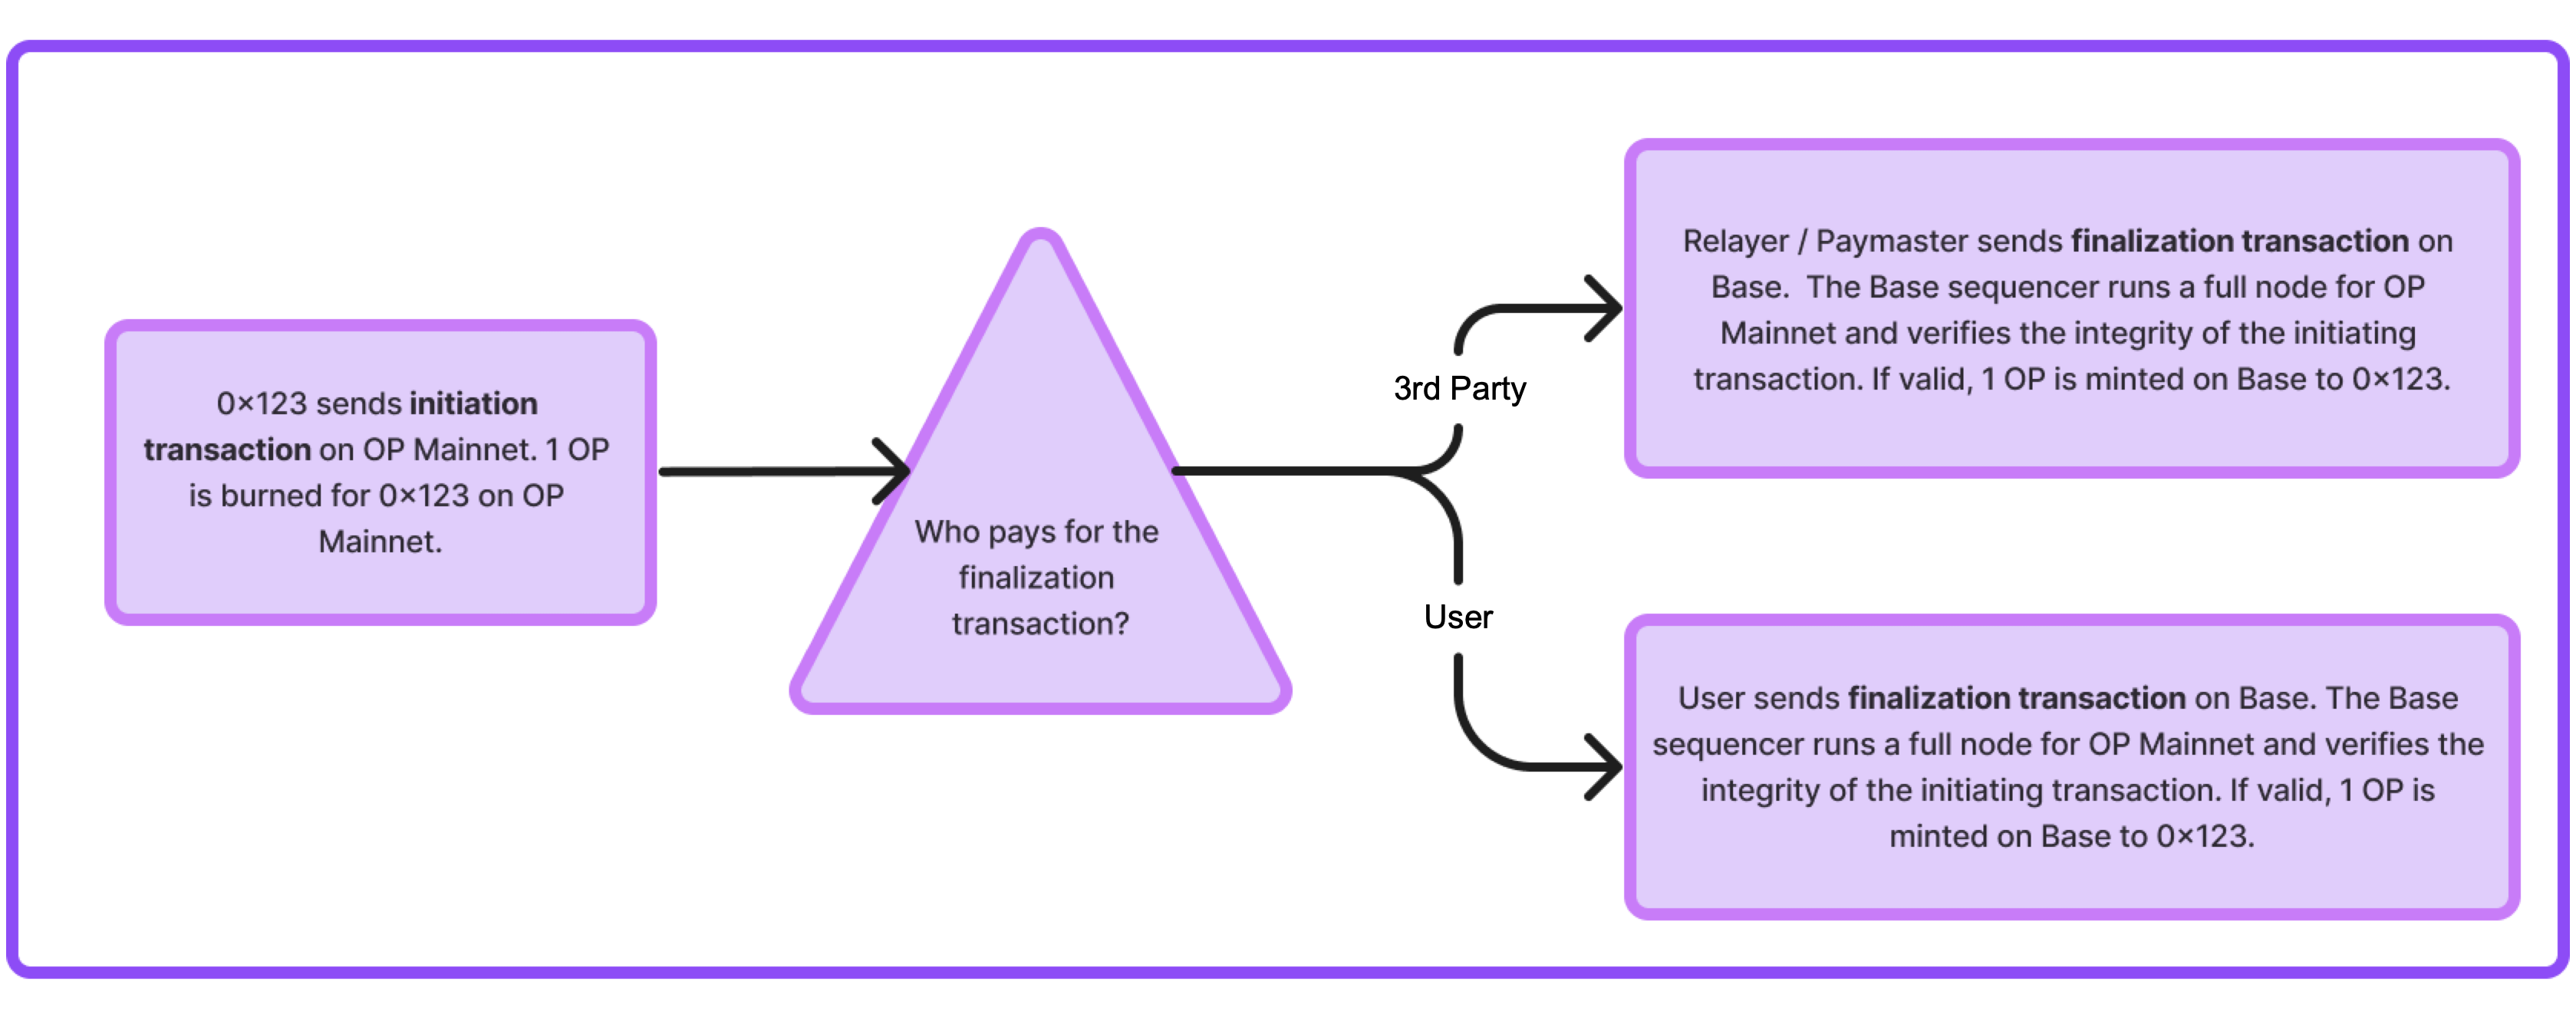 0×123 sends initiation
transaction on OP Mainnet. 1 OP
is burned for 0×123 on OP
Mainnet.
Who pays for the
finalization
transaction?
3rd Party
User
Relayer / Paymaster sends finalization transaction on
Base.  The Base sequencer runs a full node for OP
Mainnet and verifies the integrity of the initiating
transaction. If valid, 1 OP is minted on Base to 0×123.
User sends finalization transaction on Base. The Base
sequencer runs a full node for OP Mainnet and verifies the
integrity of the initiating transaction. If valid, 1 OP is
minted on Base to 0×123.